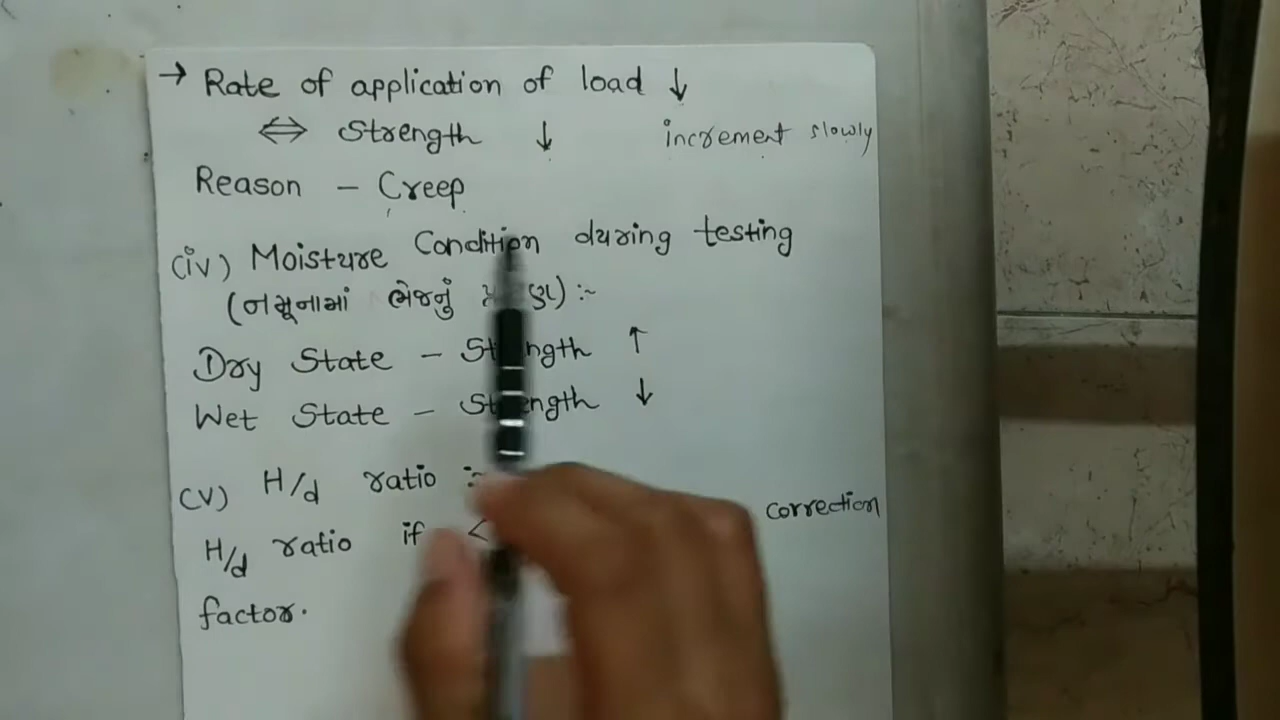 → Rate of application of load ↓
⇔ Strength ↓ increment slowly
Reason - Creep
(iv) Moisture Condition during testing
(નમૂનામાં ભેજનું :-
Dry State - Strength ↑
Wet State - Strength ↓
(v) H/d ratio :-
H/d ratio if < correction
factor.